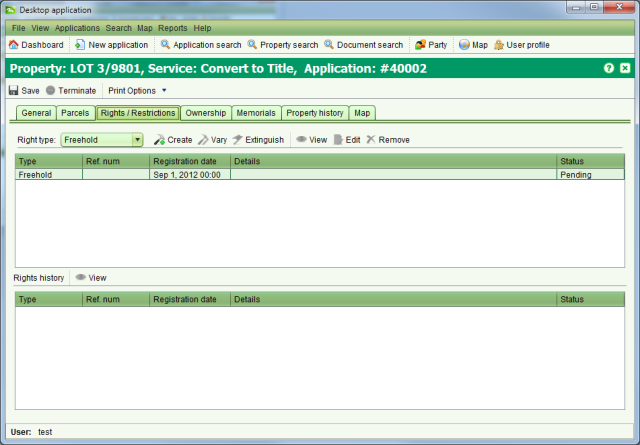 Desktop application
File View Applications Search Map Reports Help
Dashboard New application Application search Property search Document search Party Map User profile
Property: LOT 3/9801, Service: Convert to Title, Application: #40002
Save Terminate Print Options
General Parcels Rights / Restrictions Ownership Memorials Property history Map
Right type: Freehold Create Vary Extinguish View Edit Remove
Type Ref. num Registration date Details Status
Freehold Sep 1, 2012 00:00 Pending
Rights history View
Type Ref. num Registration date Details Status
User: test